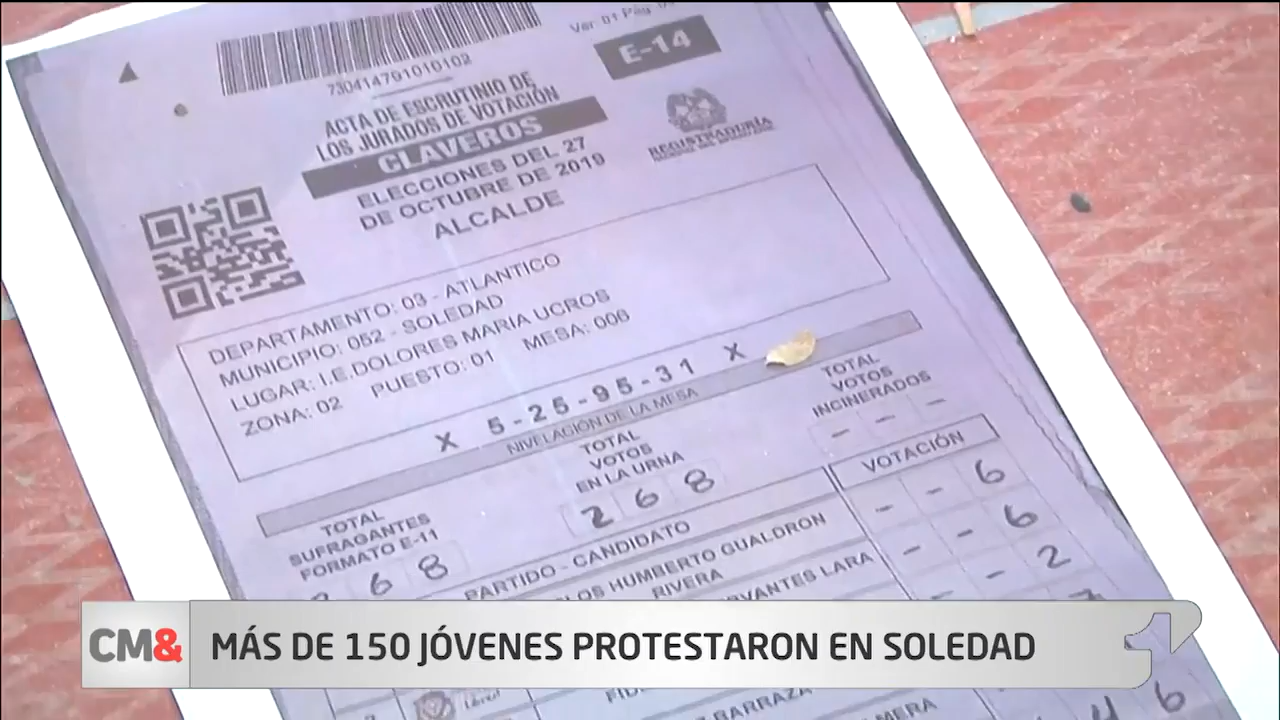 Ver: 01 Pág
E-14
730414791010102
ACTA DE ESCRUTINIO DE
LOS JURADOS DE VOTACIÓN
CLAVEROS
ELECCIONES DEL 27
DE OCTUBRE DE 2019
ALCALDE
REGISTRADURÍA
DEPARTAMENTO: 03 - ATLANTICO
MUNICIPIO: 052 - SOLEDAD
LUGAR: I.E.DOLORES MARIA UCROS
ZONA: 02 PUESTO: 01 MESA: 006
X 5-25-95-31 X
NIVELACIÓN DE LA MESA
TOTAL
SUFRAGANTES
FORMATO E-11
68
TOTAL
VOTOS
EN LA URNA
268
TOTAL
VOTOS
INCINERADOS
- - -
PARTIDO - CANDIDATO
VOTACIÓN
HUMBERTO GUALDRON
RIVERA
- - 6
LARA
- - 6
- 2
Liberal
BARRAZA
46
CM&
MÁS DE 150 JÓVENES PROTESTARON EN SOLEDAD
1